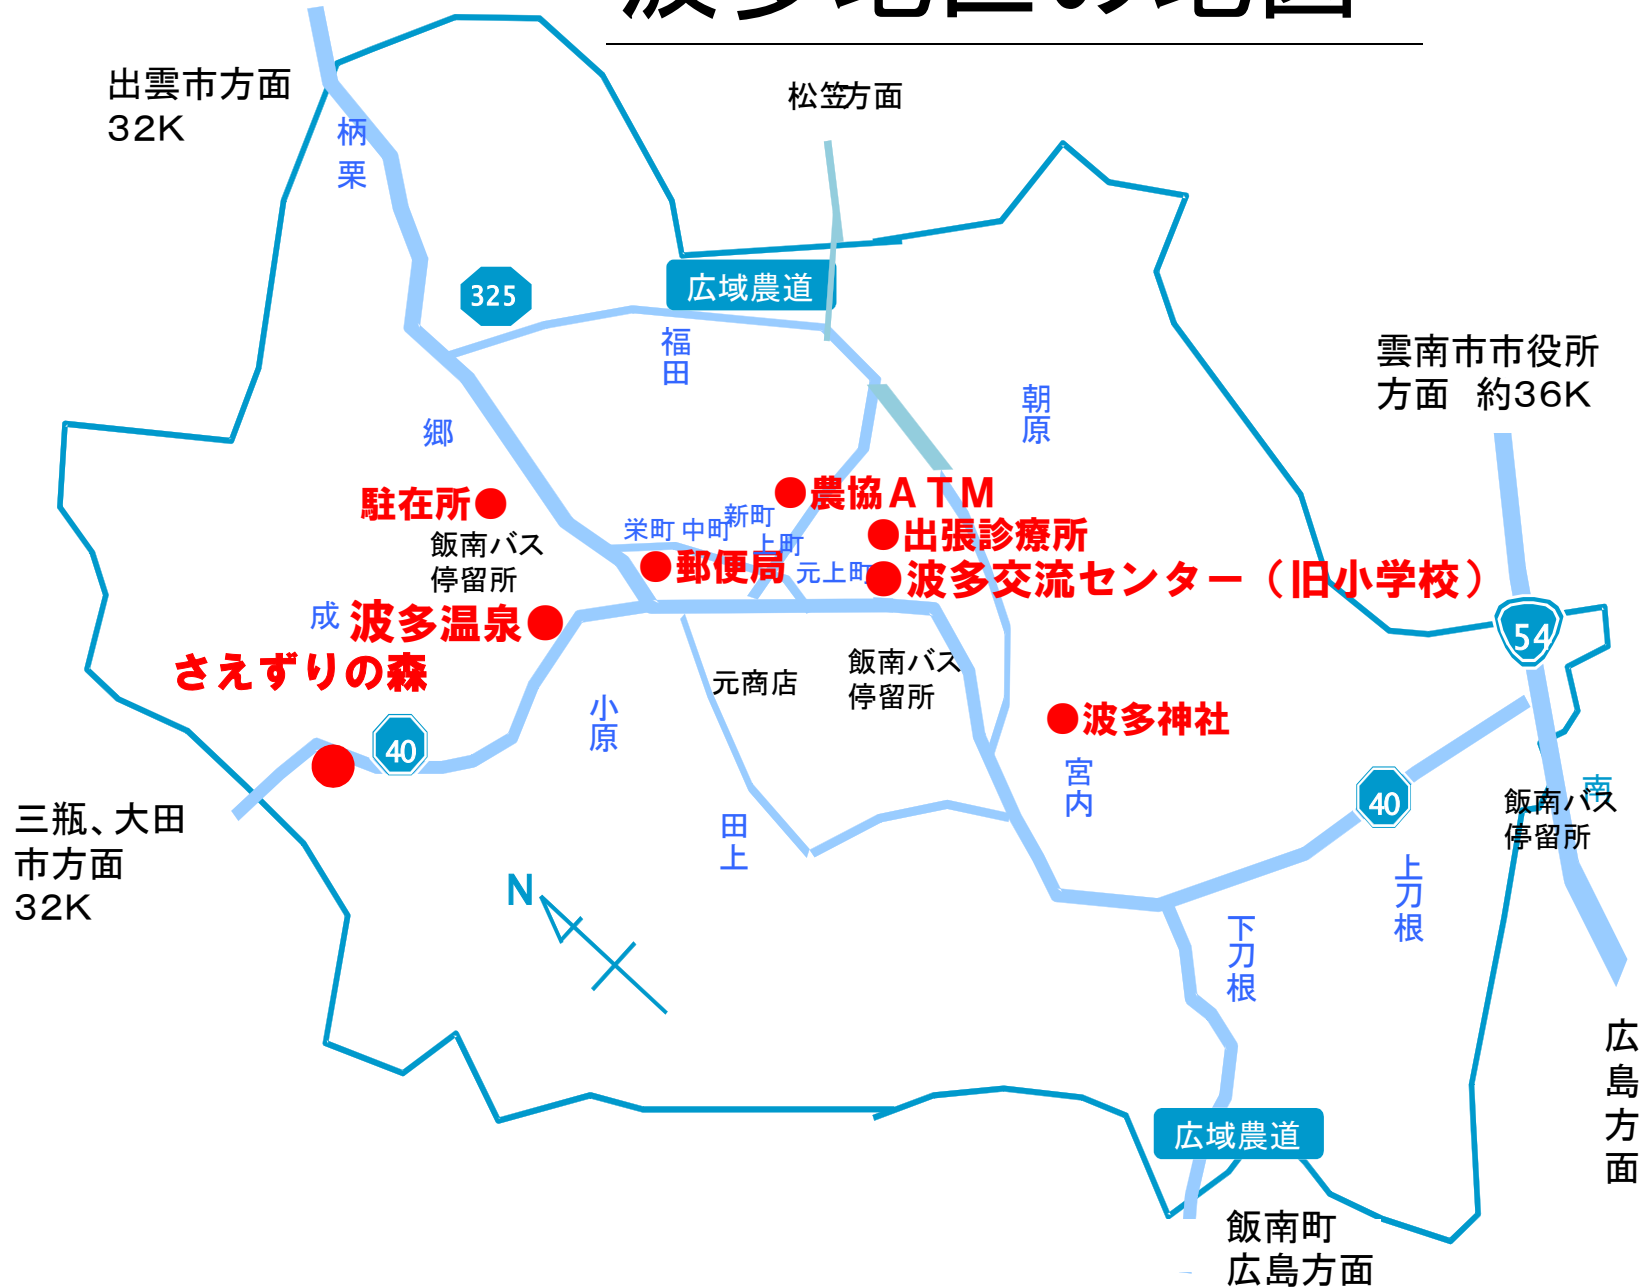 波多地区の地図
出雲市方面
32K
松笠方面
柄栗
325
広域農道
福田
朝原
雲南市市役所
方面 約36K
郷
駐在所
飯南バス
停留所
農協ATM
栄町
中町
新町
上町
元上町
出張診療所
郵便局
波多交流センター（旧小学校）
成
波多温泉
さえずりの森
54
元商店
飯南バス
停留所
小原
波多神社
40
宮内
40
南
飯南バス
停留所
三瓶、大田
市方面
32K
田上
上刀根
N
下刀根
広島方面
広域農道
飯南町
広島方面